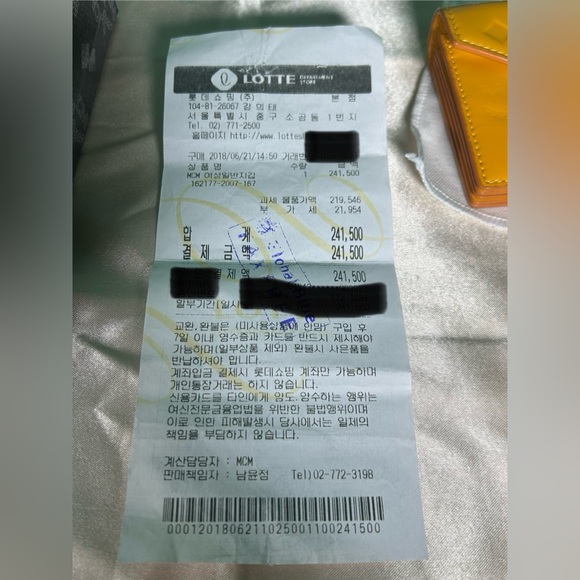 LOTTE DEPARTMENT STORE
롯데쇼핑(주) 본 점
104-81-26067 강희태
서울특별시 중구 소공동 1번지
Tel. 02) 771-2500
홈페이지 http://www.lottes
구매 2018/06/21/14:50 거래번
상품명 수량 금액
MCM 여성일반지갑 1 241,500
162177-2007-167
과세 물품가액 219,546
부 가 세 21,954
합 계 241,500
결제금액 241,500
결제액 241,500
일부기간[일시
교환, 환불은 (미사용상품에 한함) 구입 후
7일 이내 영수증과 카드를 반드시 제시해야
가능하며(일부상품 제외) 환불시 사은품을
반납하셔야 합니다.
계좌입금 결제시 롯데쇼핑 계좌만 가능하며
개인통장거래는 하지 않습니다.
신용카드를 타인에게 양도, 양수하는 행위는
여신전문금융업법을 위반한 불법행위이며
이로 인한 피해발생시 당사에서는 일체의
책임을 부담하지 않습니다.
계산담당자 : MCM
판매책임자 : 남윤정 Tel)02-772-3198
0001201806211025001100241500